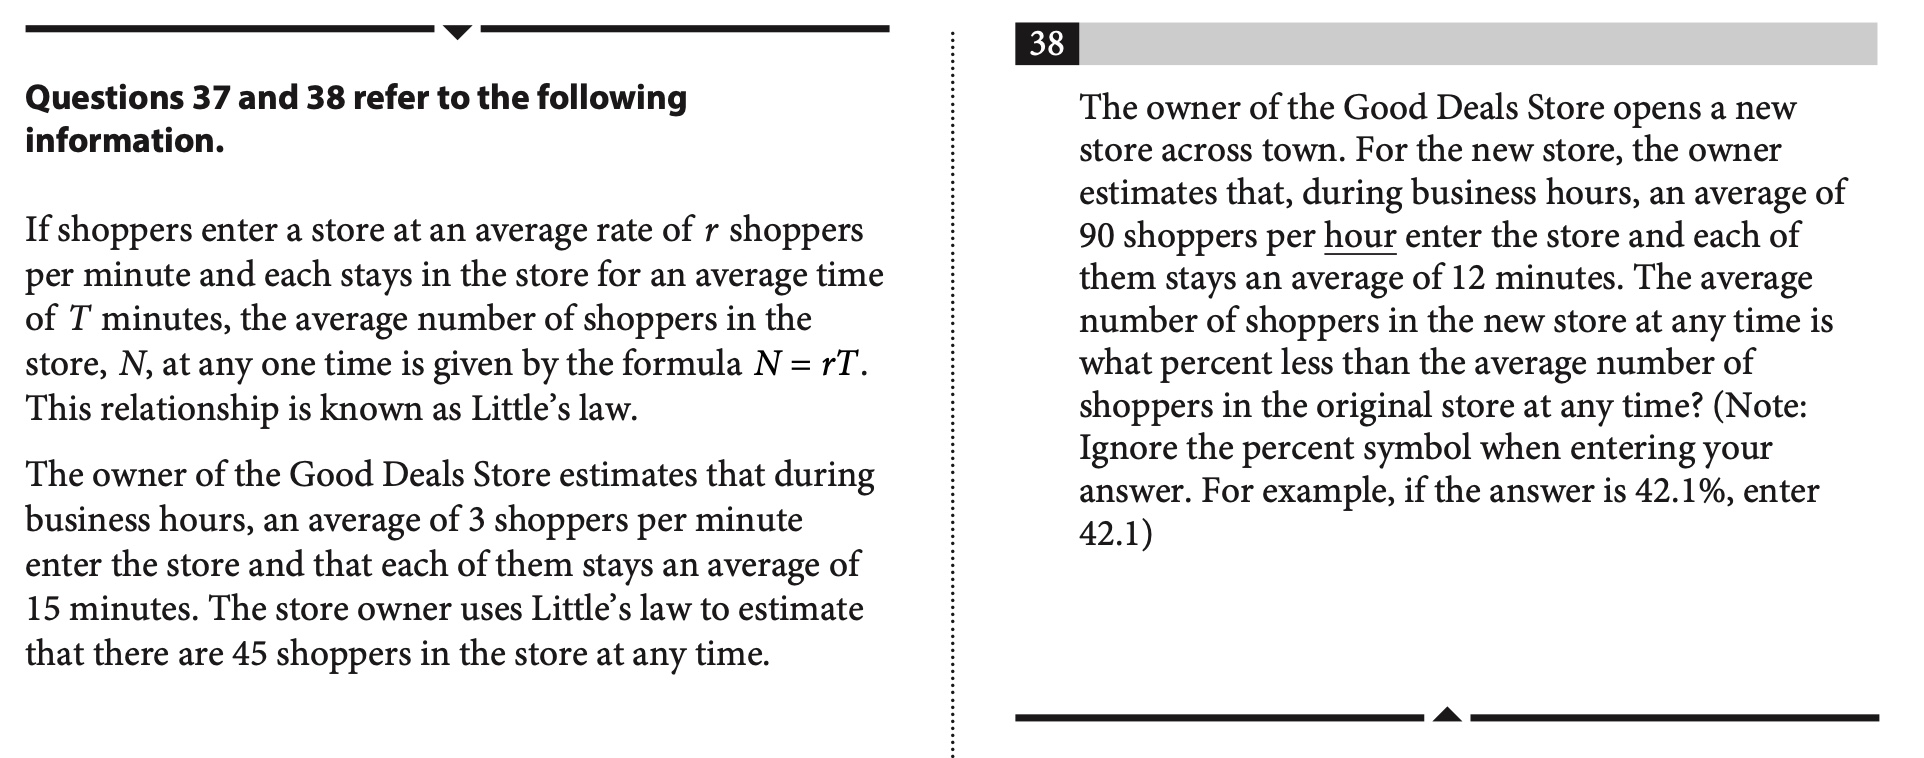 Questions 37 and 38 refer to the following
information.
If shoppers enter a store at an average rate of r shoppers
per minute and each stays in the store for an average time
of T minutes, the average number of shoppers in the
store, N, at any one time is given by the formula N = rT.
This relationship is known as Little's law.
The owner of the Good Deals Store estimates that during
business hours, an average of 3 shoppers per minute
enter the store and that each of them stays an average of
15 minutes. The store owner uses Little's law to estimate
that there are 45 shoppers in the store at any time.
38
The owner of the Good Deals Store opens a new
store across town. For the new store, the owner
estimates that, during business hours, an average of
90 shoppers per hour enter the store and each of
them stays an average of 12 minutes. The average
number of shoppers in the new store at any time is
what percent less than the average number of
shoppers in the original store at any time? (Note:
Ignore the percent symbol when entering your
answer. For example, if the answer is 42.1%, enter
42.1)